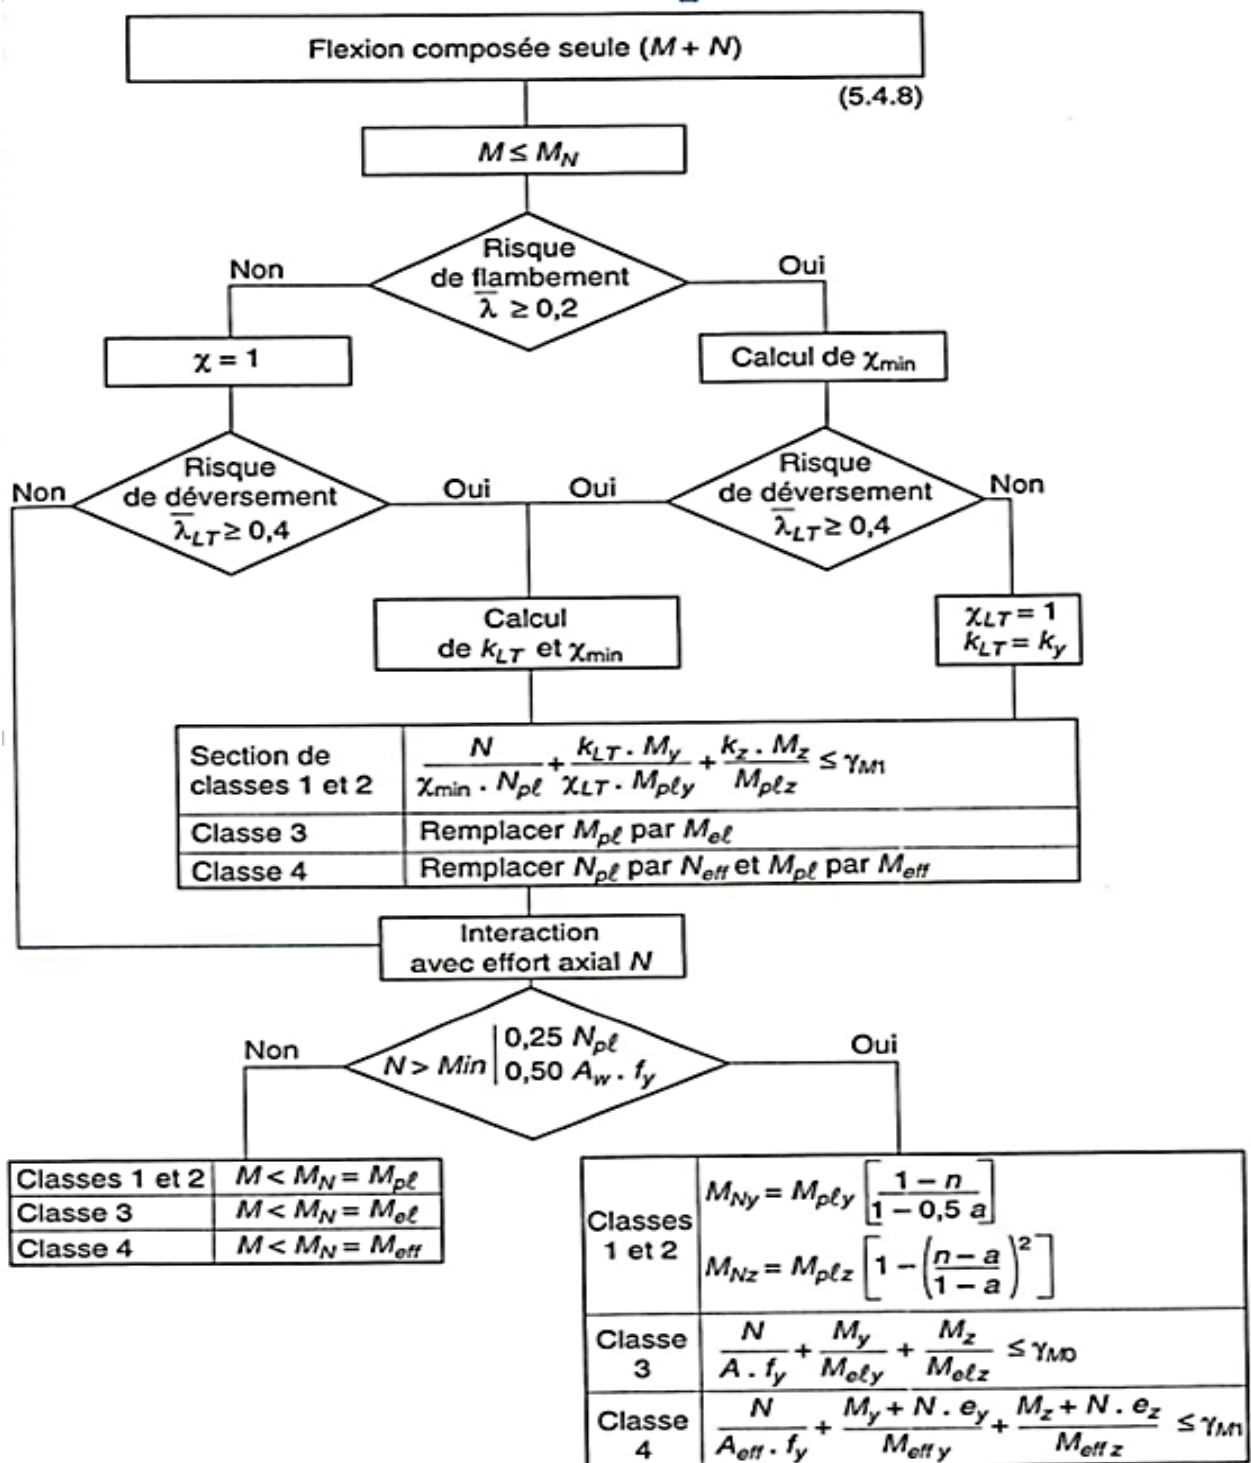 Flexion composée seule (M + N)
(5.4.8)
M ≤ M_N
Risque
de flambement
λ̅ ≥ 0,2
Non
Oui
χ = 1
Calcul de χ_min
Risque
de déversement
λ̅_LT ≥ 0,4
Non
Oui
Oui
Risque
de déversement
λ̅_LT ≥ 0,4
Non
Calcul
de k_LT et χ_min
χ_LT = 1
k_LT = k_y
Section de
classes 1 et 2
N / (χ_min . N_pℓ) + (k_LT . M_y) / (χ_LT . M_pℓy) + (k_z . M_z) / M_pℓz ≤ γ_M1
Classe 3
Remplacer M_pℓ par M_eℓ
Classe 4
Remplacer N_pℓ par N_eff et M_pℓ par M_eff
Interaction
avec effort axial N
N > Min | 0,25 N_pℓ
0,50 A_w . f_y
Non
Oui
Classes 1 et 2
M < M_N = M_pℓ
Classe 3
M < M_N = M_eℓ
Classe 4
M < M_N = M_eff
Classes
1 et 2
M_Ny = M_pℓy [(1 – n) / (1 – 0,5 a)]
M_Nz = M_pℓz [1 – ((n – a) / (1 – a))²]
Classe
3
N / (A . f_y) + M_y / M_eℓy + M_z / M_eℓz ≤ γ_M0
Classe
4
N / (A_eff . f_y) + (M_y + N . e_y) / M_eff y + (M_z + N . e_z) / M_eff z ≤ γ_M1